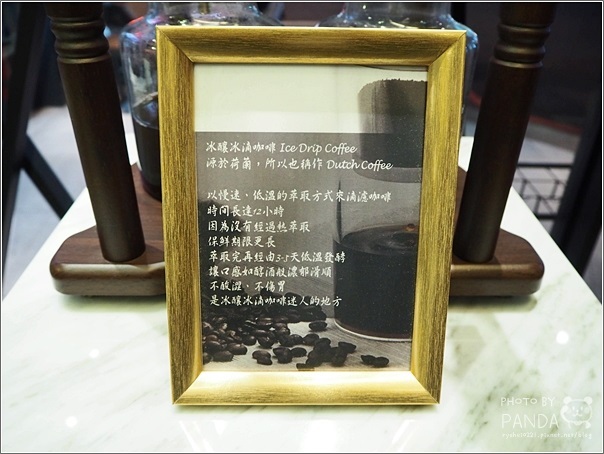 冰釀冰滴咖啡 Ice Drip Coffee
源於荷蘭，所以也稱作 Dutch Coffee
以慢速、低溫的萃取方式來滴濾咖啡
時間長達12小時
因為沒有經過熱萃取
保鮮期限更長
萃取完再經由3-5天低溫發酵
讓口感如醇酒般濃郁滑順
不酸澀、不傷胃
是冰釀冰滴咖啡迷人的地方
PHOTO BY
PANDA